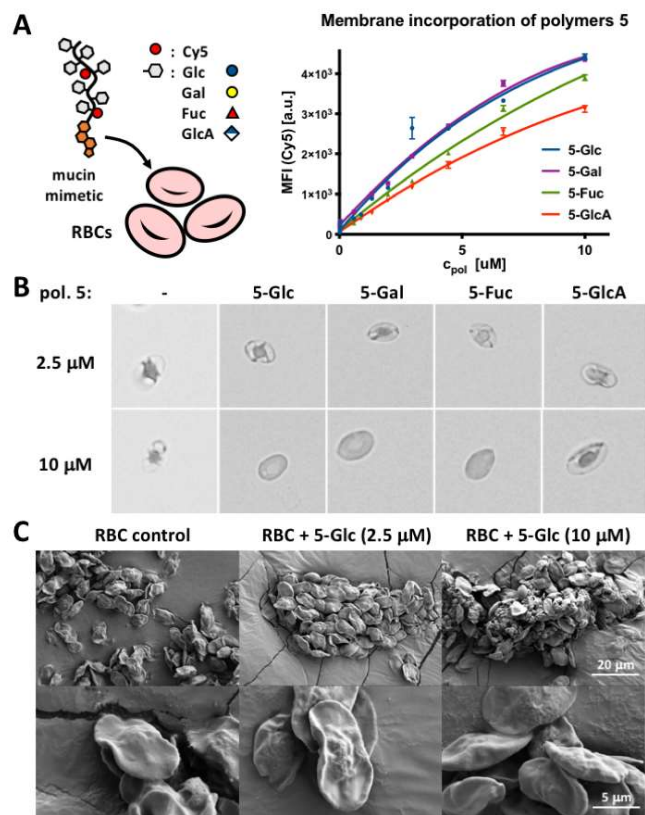 A
Membrane incorporation of polymers 5
: Cy5
: Glc
Gal
Fuc
GlcA
mucin
mimetic
RBCs
MFI (Cy5) [a.u.]
4×10³
3×10³
2×10³
1×10³
0
0
5
10
c_pol [uM]
5-Glc
5-Gal
5-Fuc
5-GlcA
B
pol. 5: - 5-Glc 5-Gal 5-Fuc 5-GlcA
2.5 µM
10 µM
C
RBC control RBC + 5-Glc (2.5 µM) RBC + 5-Glc (10 µM)
20 µm
5 µm